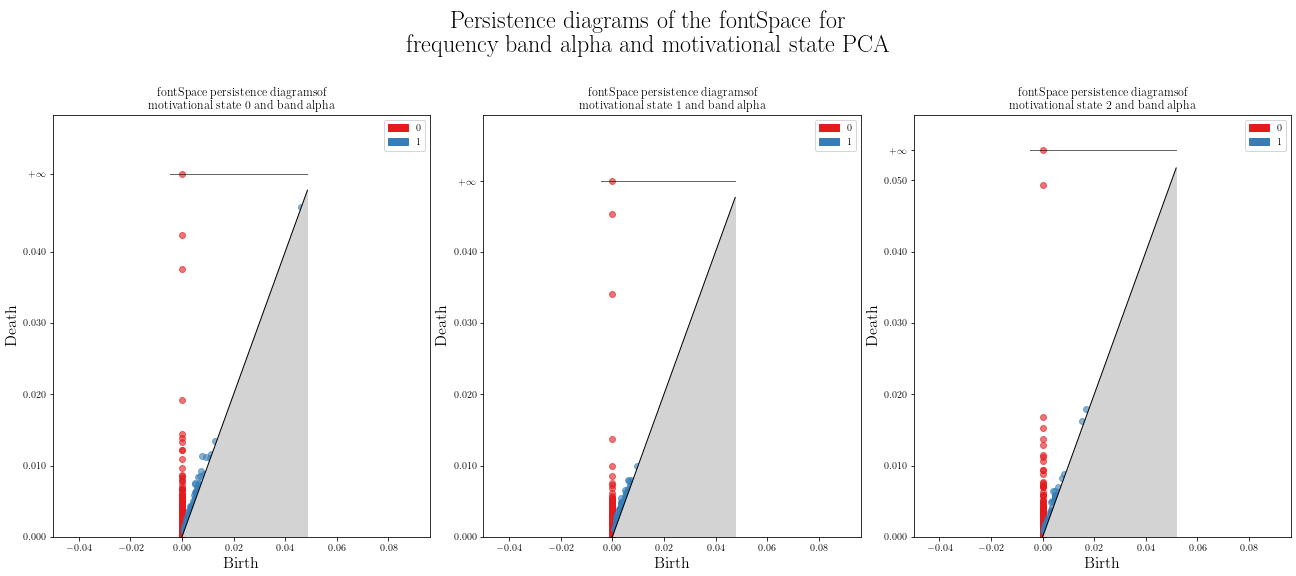 Persistence diagrams of the fontSpace for
frequency band alpha and motivational state PCA
fontSpace persistence diagramsof
motivational state 0 and band alpha
0
1
+∞
0.040
0.030
0.020
0.010
0.000
Death
−0.04 −0.02 0.00 0.02 0.04 0.06 0.08
Birth
fontSpace persistence diagramsof
motivational state 1 and band alpha
0
1
+∞
0.040
0.030
0.020
0.010
0.000
Death
−0.04 −0.02 0.00 0.02 0.04 0.06 0.08
Birth
fontSpace persistence diagramsof
motivational state 2 and band alpha
0
1
+∞
0.050
0.040
0.030
0.020
0.010
0.000
Death
−0.04 −0.02 0.00 0.02 0.04 0.06 0.08
Birth